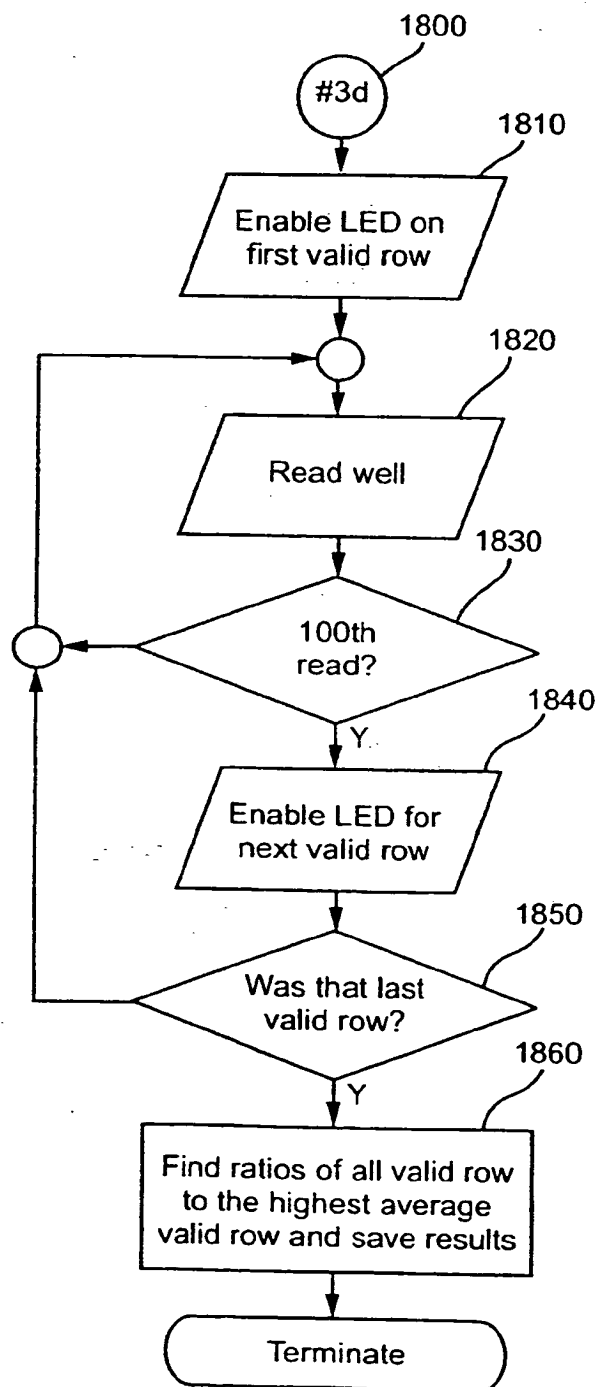 1800
#3d
1810
Enable LED on
first valid row
1820
Read well
1830
100th
read?
Y
1840
Enable LED for
next valid row
1850
Was that last
valid row?
Y
1860
Find ratios of all valid row
to the highest average
valid row and save results
Terminate